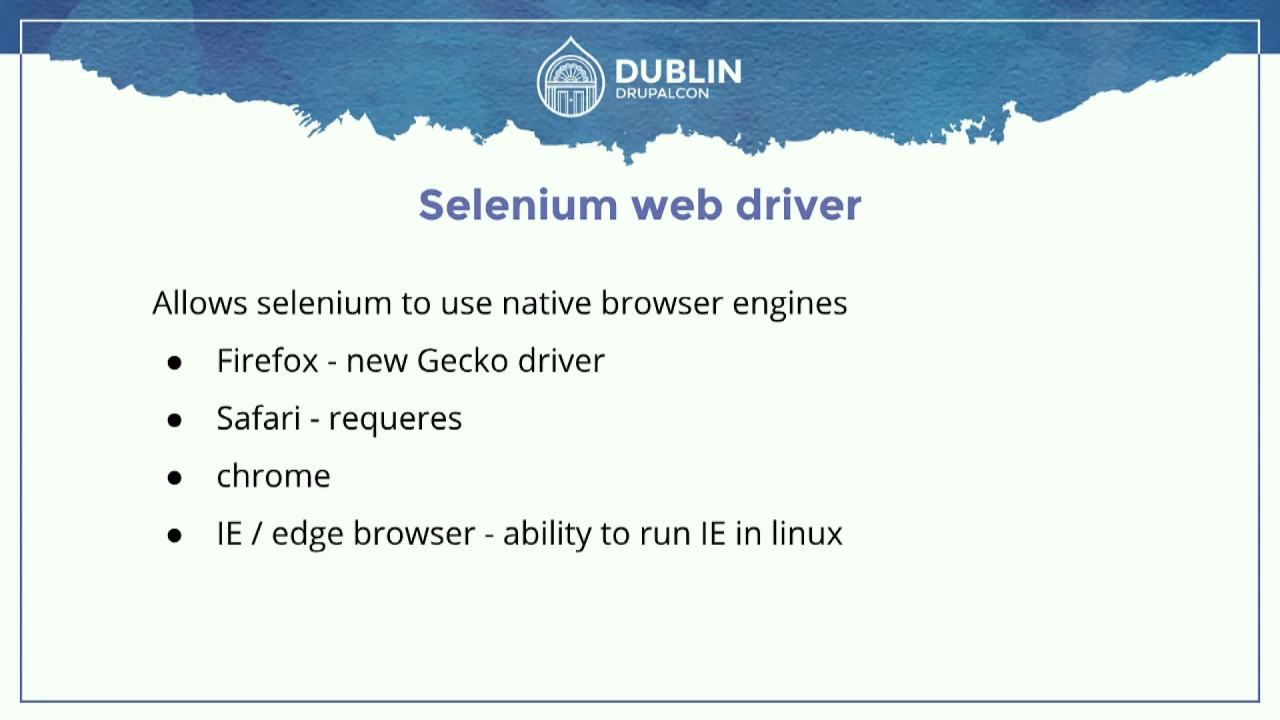 DUBLIN
DRUPALCON
Selenium web driver
Allows selenium to use native browser engines
● Firefox - new Gecko driver
● Safari - requeres
● chrome
● IE / edge browser - ability to run IE in linux